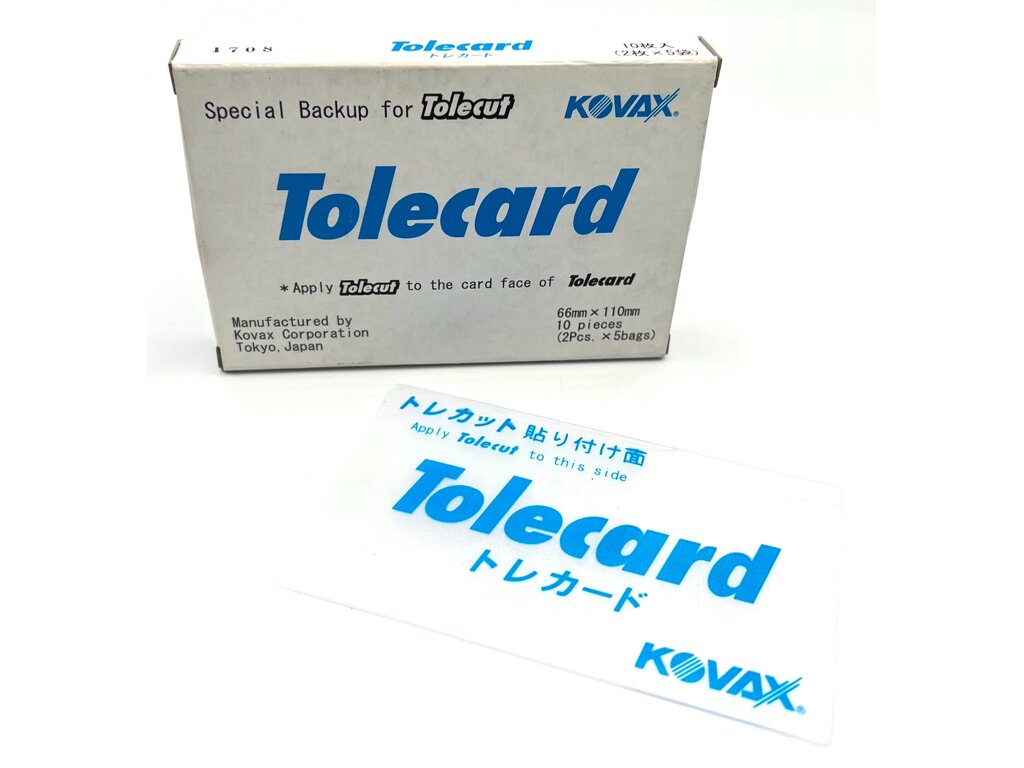 1708 Tolecard 10枚入
トレカード (2枚×5袋)
Special Backup for Tolecut KOVAX®
Tolecard
*Apply Tolecut to the card face of Tolecard
66mm×110mm
Manufactured by 10 pieces
Kovax Corporation (2Pcs. ×5bags)
Tokyo, Japan
トレカット 貼り付け面
Apply Tolecut to this side
Tolecard
トレカード
KOVAX®